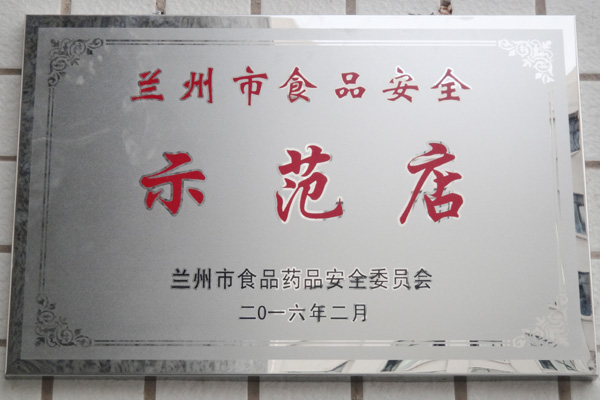 兰州市食品安全
示范店
兰州市食品药品安全委员会
二0一六年二月